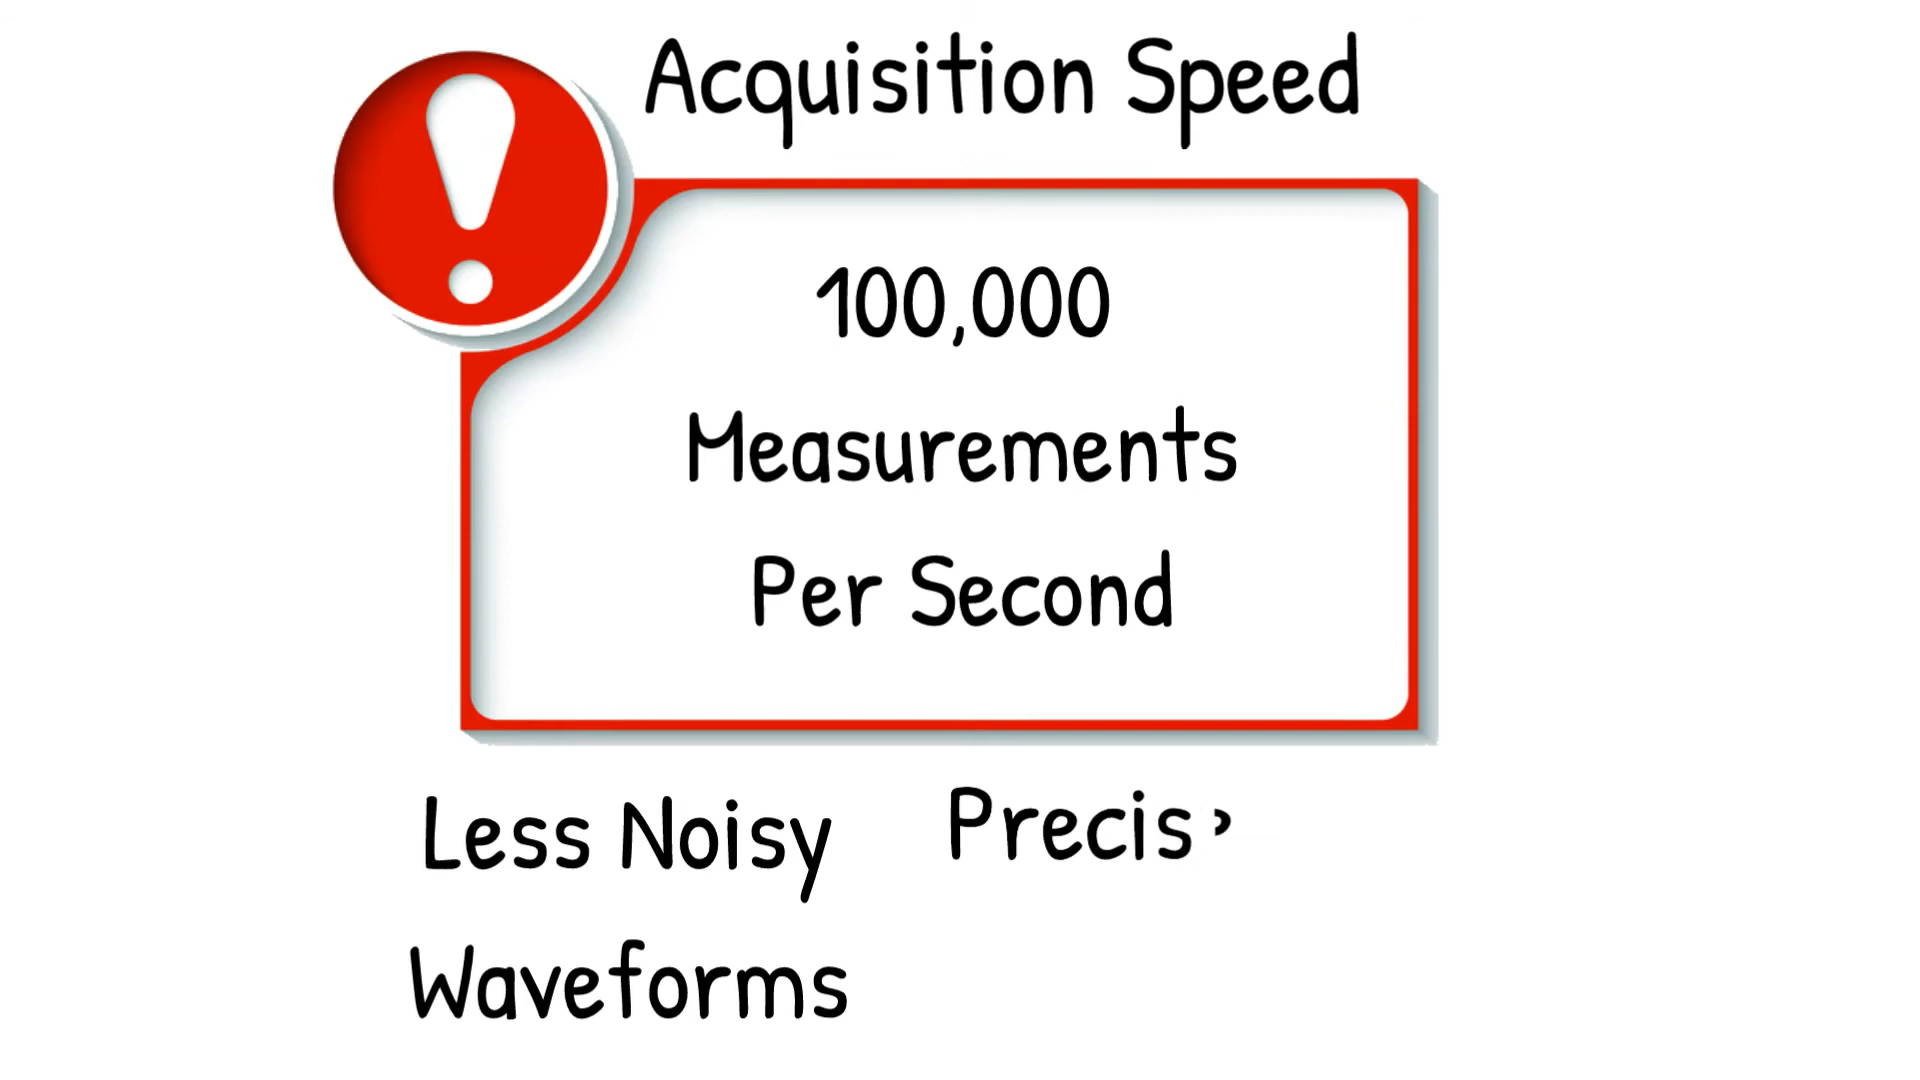 Acquisition Speed
100,000
Measurements
Per Second
Less Noisy
Waveforms
Precis